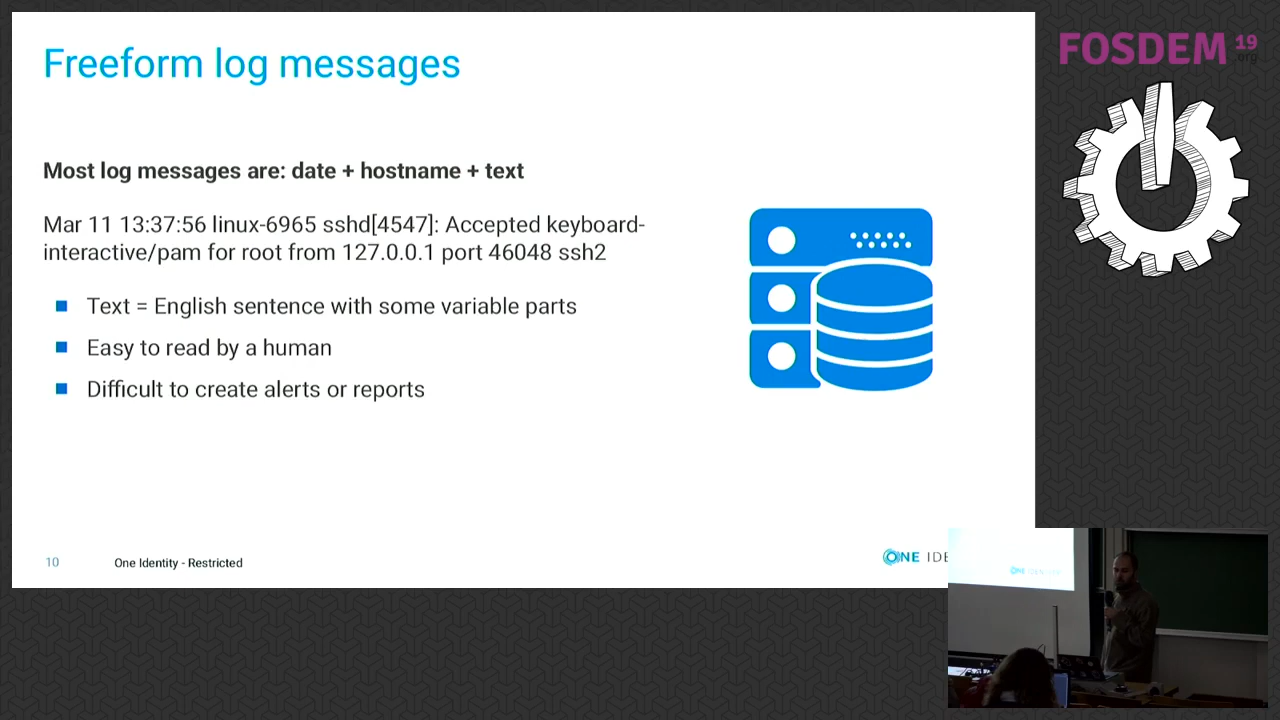 Freeform log messages
Most log messages are: date + hostname + text
Mar 11 13:37:56 linux-6965 sshd[4547]: Accepted keyboard-
interactive/pam for root from 127.0.0.1 port 46048 ssh2
Text = English sentence with some variable parts
Easy to read by a human
Difficult to create alerts or reports
10
One Identity - Restricted
ONE IDE
FOSDEM 19
.org